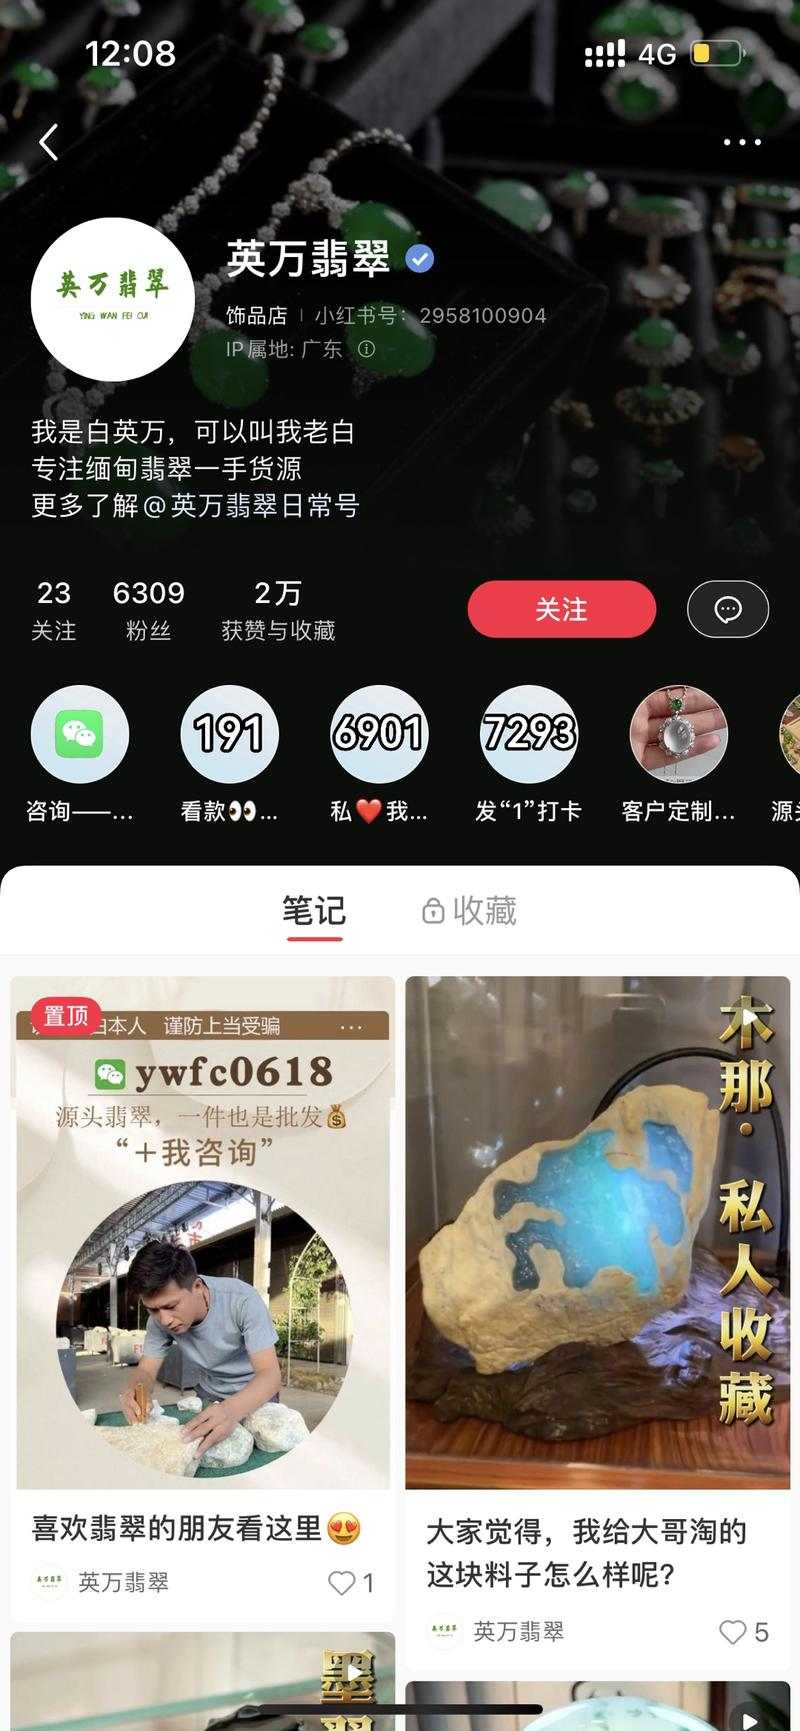 12:08
4G
英万翡翠
YING WAN FEI CUI
英万翡翠
饰品店
小红书号：2958100904
IP属地: 广东
我是白英万，可以叫我老白
专注缅甸翡翠一手货源
更多了解@英万翡翠日常号
23
关注
6309
粉丝
2万
获赞与收藏
关注
191
6901
7293
咨询——...
看款👀...
私❤️我...
发“1”打卡
客户定制...
源头
笔记
收藏
置顶
本人 谨防上当受骗
...
ywfc0618
源头翡翠，一件也是批发💰
“＋我咨询”
喜欢翡翠的朋友看这里😍
英万翡翠
1
木那·私人收藏
大家觉得，我给大哥淘的
这块料子怎么样呢?
英万翡翠
5
墨翠